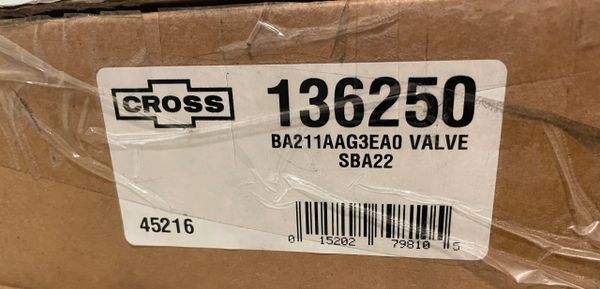 CROSS
136250
BA211AAG3EA0 VALVE
SBA22
45216
0 15202 79810 5